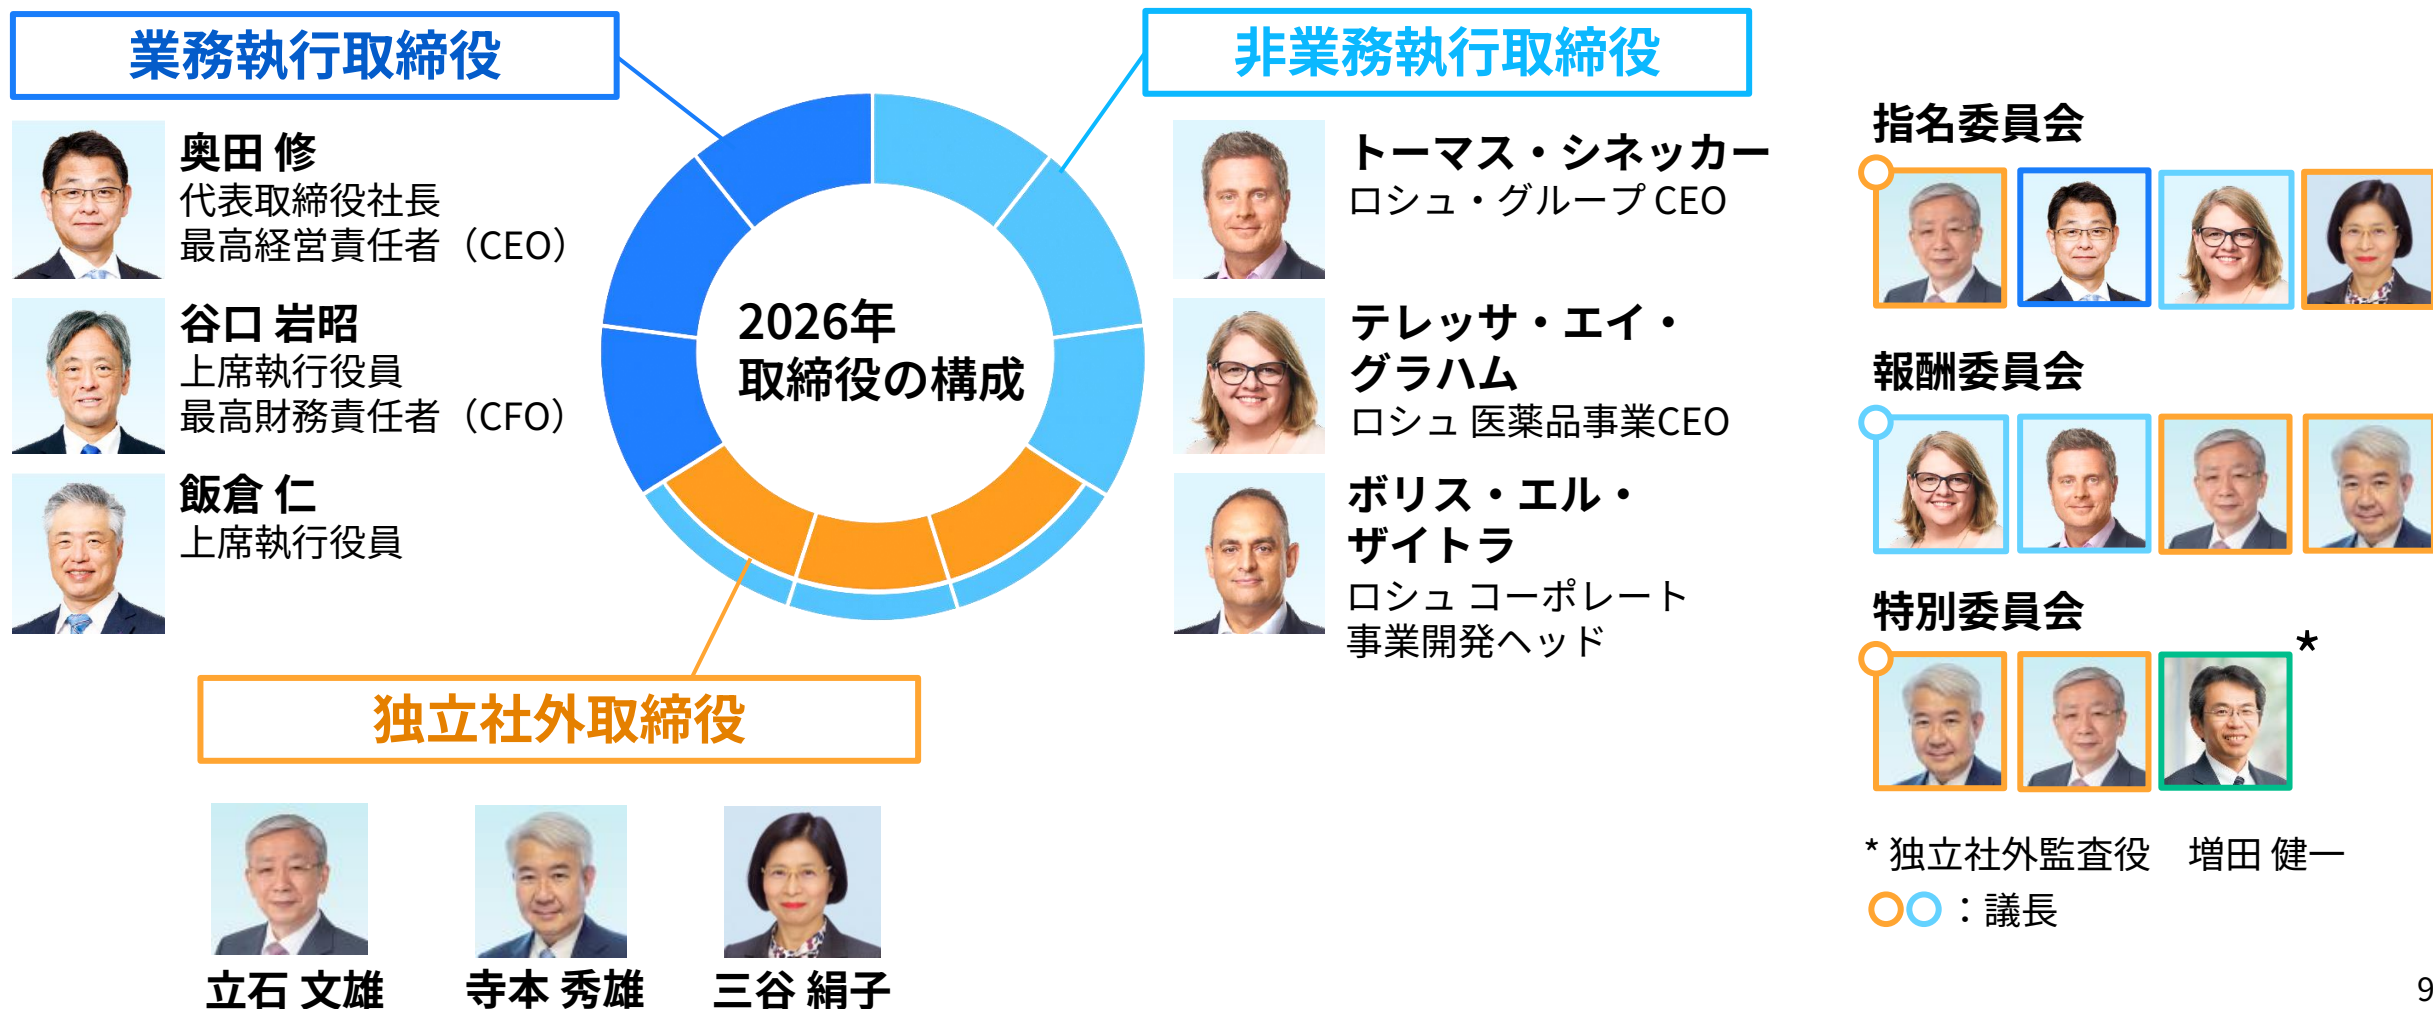 業務執行取締役
奥田 修
代表取締役社長
最高経営責任者（CEO）
谷口 岩昭
上席執行役員
最高財務責任者（CFO）
飯倉 仁
上席執行役員
2026年
取締役の構成
非業務執行取締役
トーマス・シネッカー
ロシュ・グループ CEO
テレッサ・エイ・
グラハム
ロシュ 医薬品事業CEO
ボリス・エル・
ザイトラ
ロシュ コーポレート
事業開発ヘッド
独立社外取締役
立石 文雄
寺本 秀雄
三谷 絹子
指名委員会
報酬委員会
特別委員会
*
* 独立社外監査役　増田 健一
：議長
9